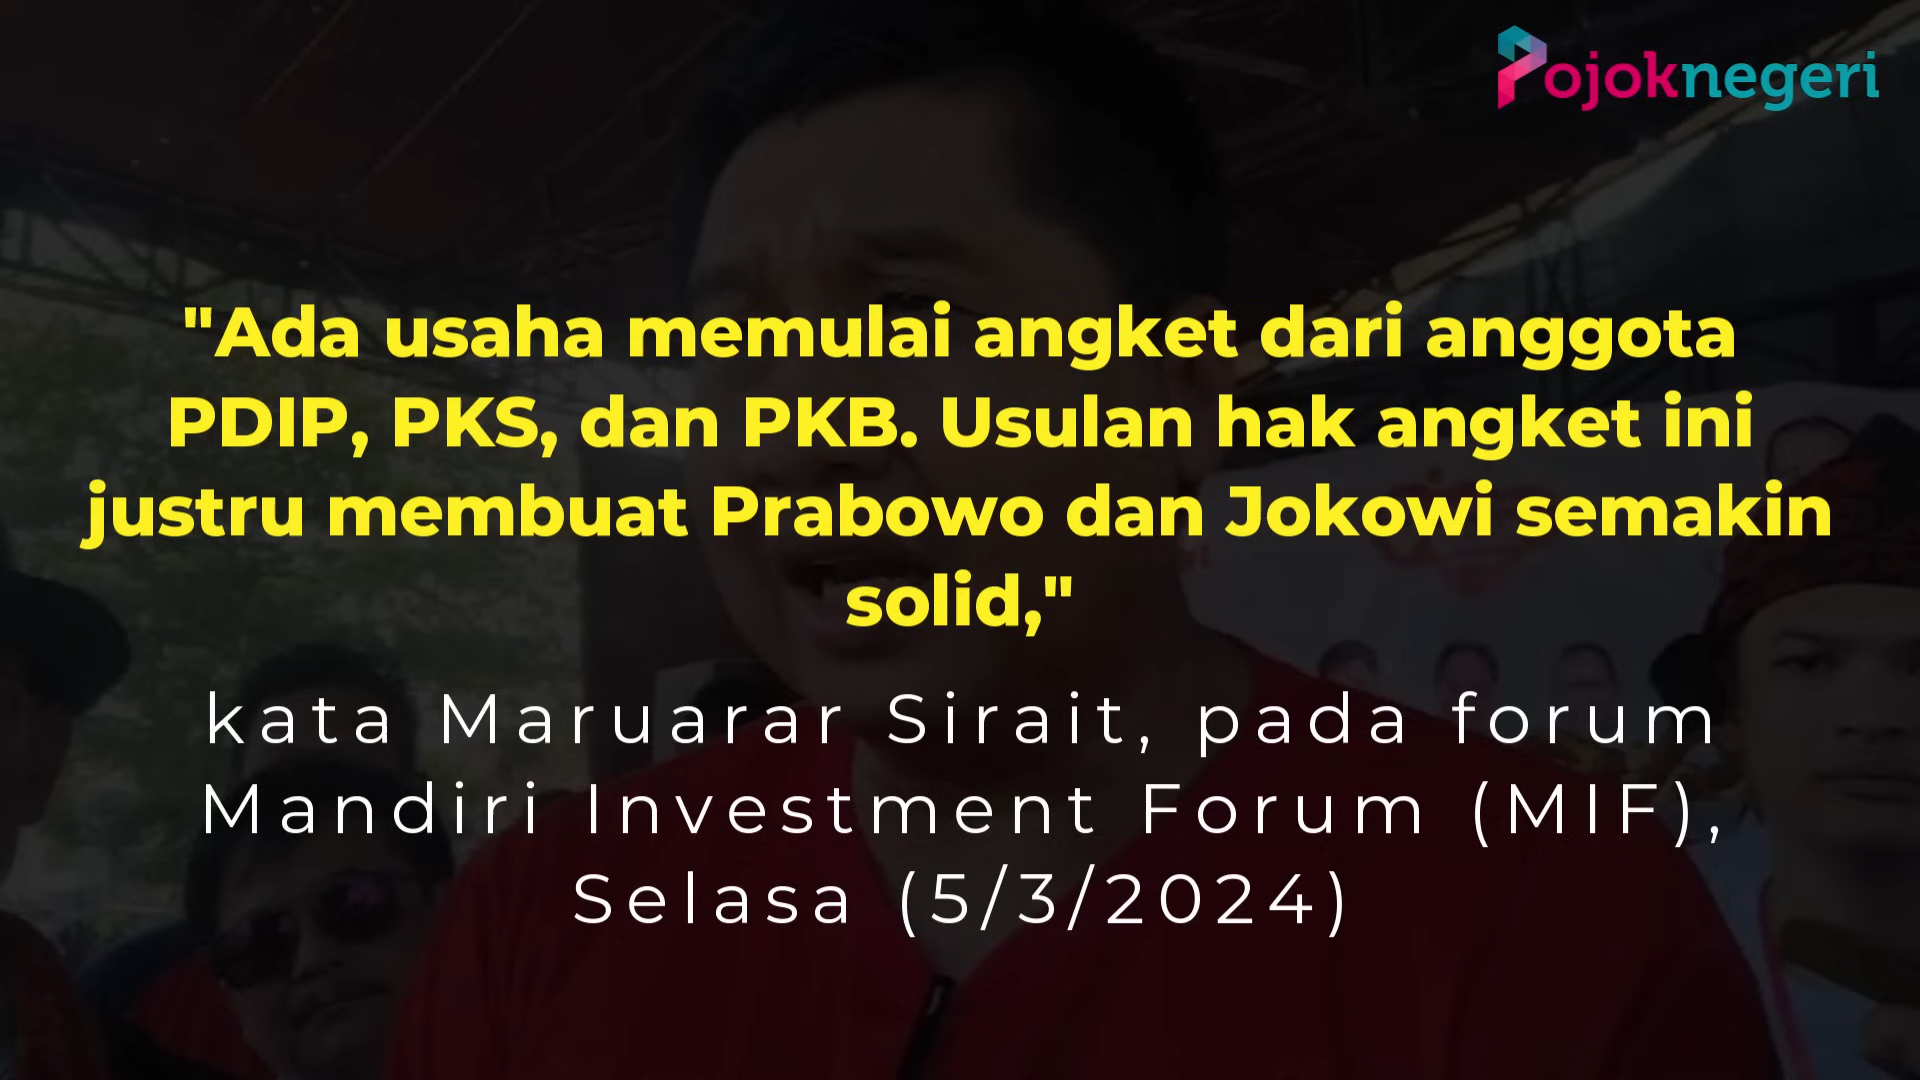 Pojoknegeri
"Ada usaha memulai angket dari anggota
PDIP, PKS, dan PKB. Usulan hak angket ini
justru membuat Prabowo dan Jokowi semakin
solid,"
kata Maruarar Sirait, pada forum
Mandiri Investment Forum (MIF),
Selasa (5/3/2024)